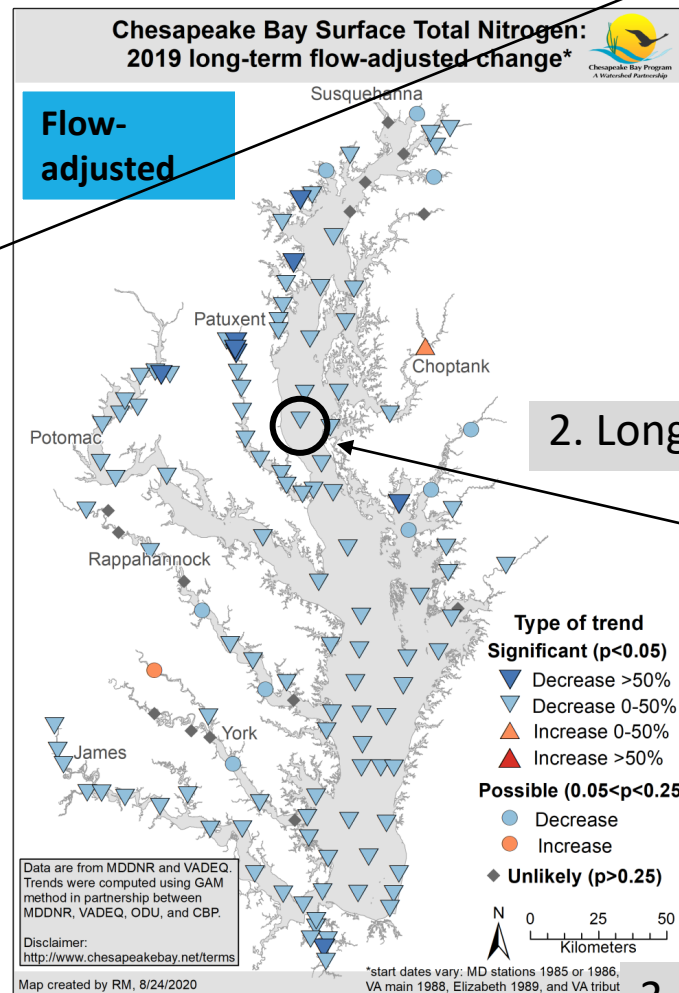 Chesapeake Bay Surface Total Nitrogen:
2019 long-term flow-adjusted change*
Chesapeake Bay Program
A Watershed Partnership
Flow-
adjusted
Susquehanna
Patuxent
Choptank
Potomac
2. Long
Rappahannock
York
James
Type of trend
Significant (p<0.05)
Decrease >50%
Decrease 0-50%
Increase 0-50%
Increase >50%
Possible (0.05<p<0.25
Decrease
Increase
Unlikely (p>0.25)
N
0 25 50
Kilometers
Data are from MDDNR and VADEQ.
Trends were computed using GAM
method in partnership between
MDDNR, VADEQ, ODU, and CBP.
Disclaimer:
http://www.chesapeakebay.net/terms
Map created by RM, 8/24/2020
*start dates vary: MD stations 1985 or 1986,
VA main 1988, Elizabeth 1989, and VA tribut